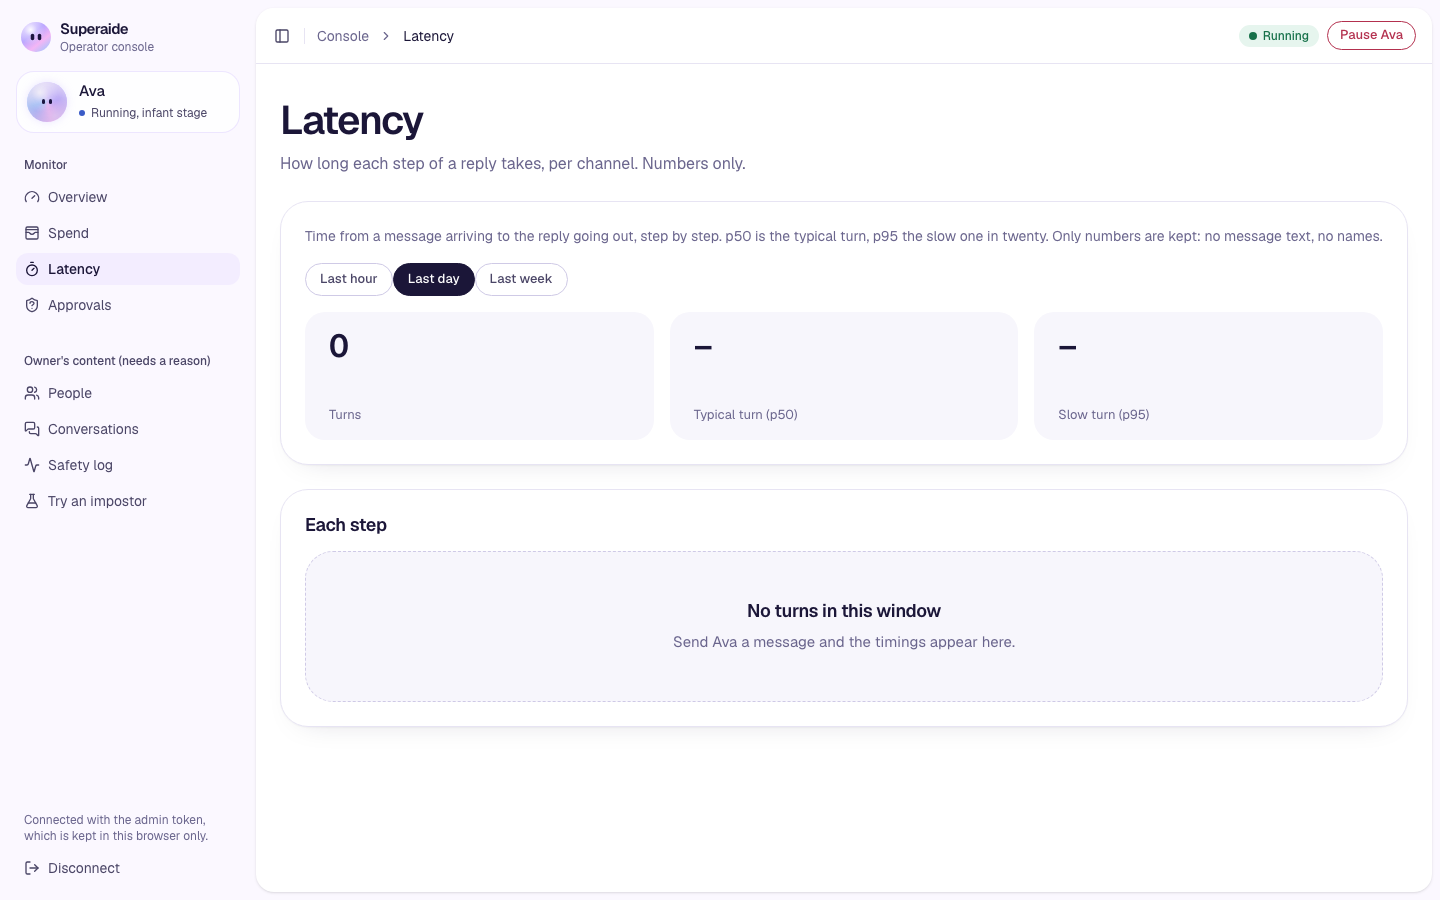 Superaide
Operator console
Ava
Running, infant stage
Monitor
Overview
Spend
Latency
Approvals
Owner's content (needs a reason)
People
Conversations
Safety log
Try an impostor
Connected with the admin token,
which is kept in this browser only.
Disconnect
Console > Latency
Running
Pause Ava
Latency
How long each step of a reply takes, per channel. Numbers only.
Time from a message arriving to the reply going out, step by step. p50 is the typical turn, p95 the slow one in twenty. Only numbers are kept: no message text, no names.
Last hour
Last day
Last week
0
Turns
–
Typical turn (p50)
–
Slow turn (p95)
Each step
No turns in this window
Send Ava a message and the timings appear here.